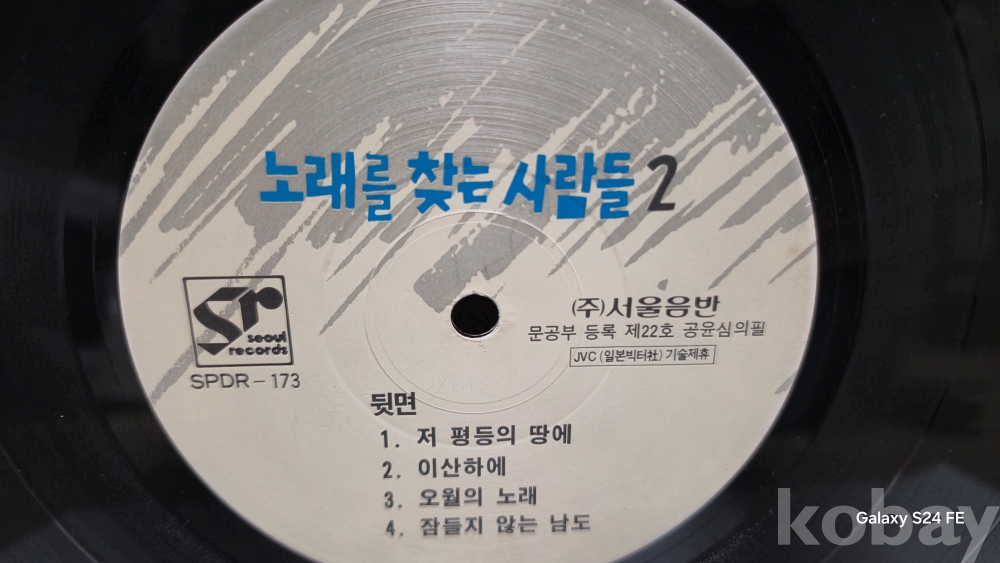 노래를 찾는 사람들 2
Sr
seoul
records
SPDR-173
(주)서울음반
문공부 등록 제22호 공윤심의필
JVC (일본빅터社) 기술제휴
뒷면
1. 저 평등의 땅에
2. 이산하에
3. 오월의 노래
4. 잠들지 않는 남도
kobay
Galaxy S24 FE